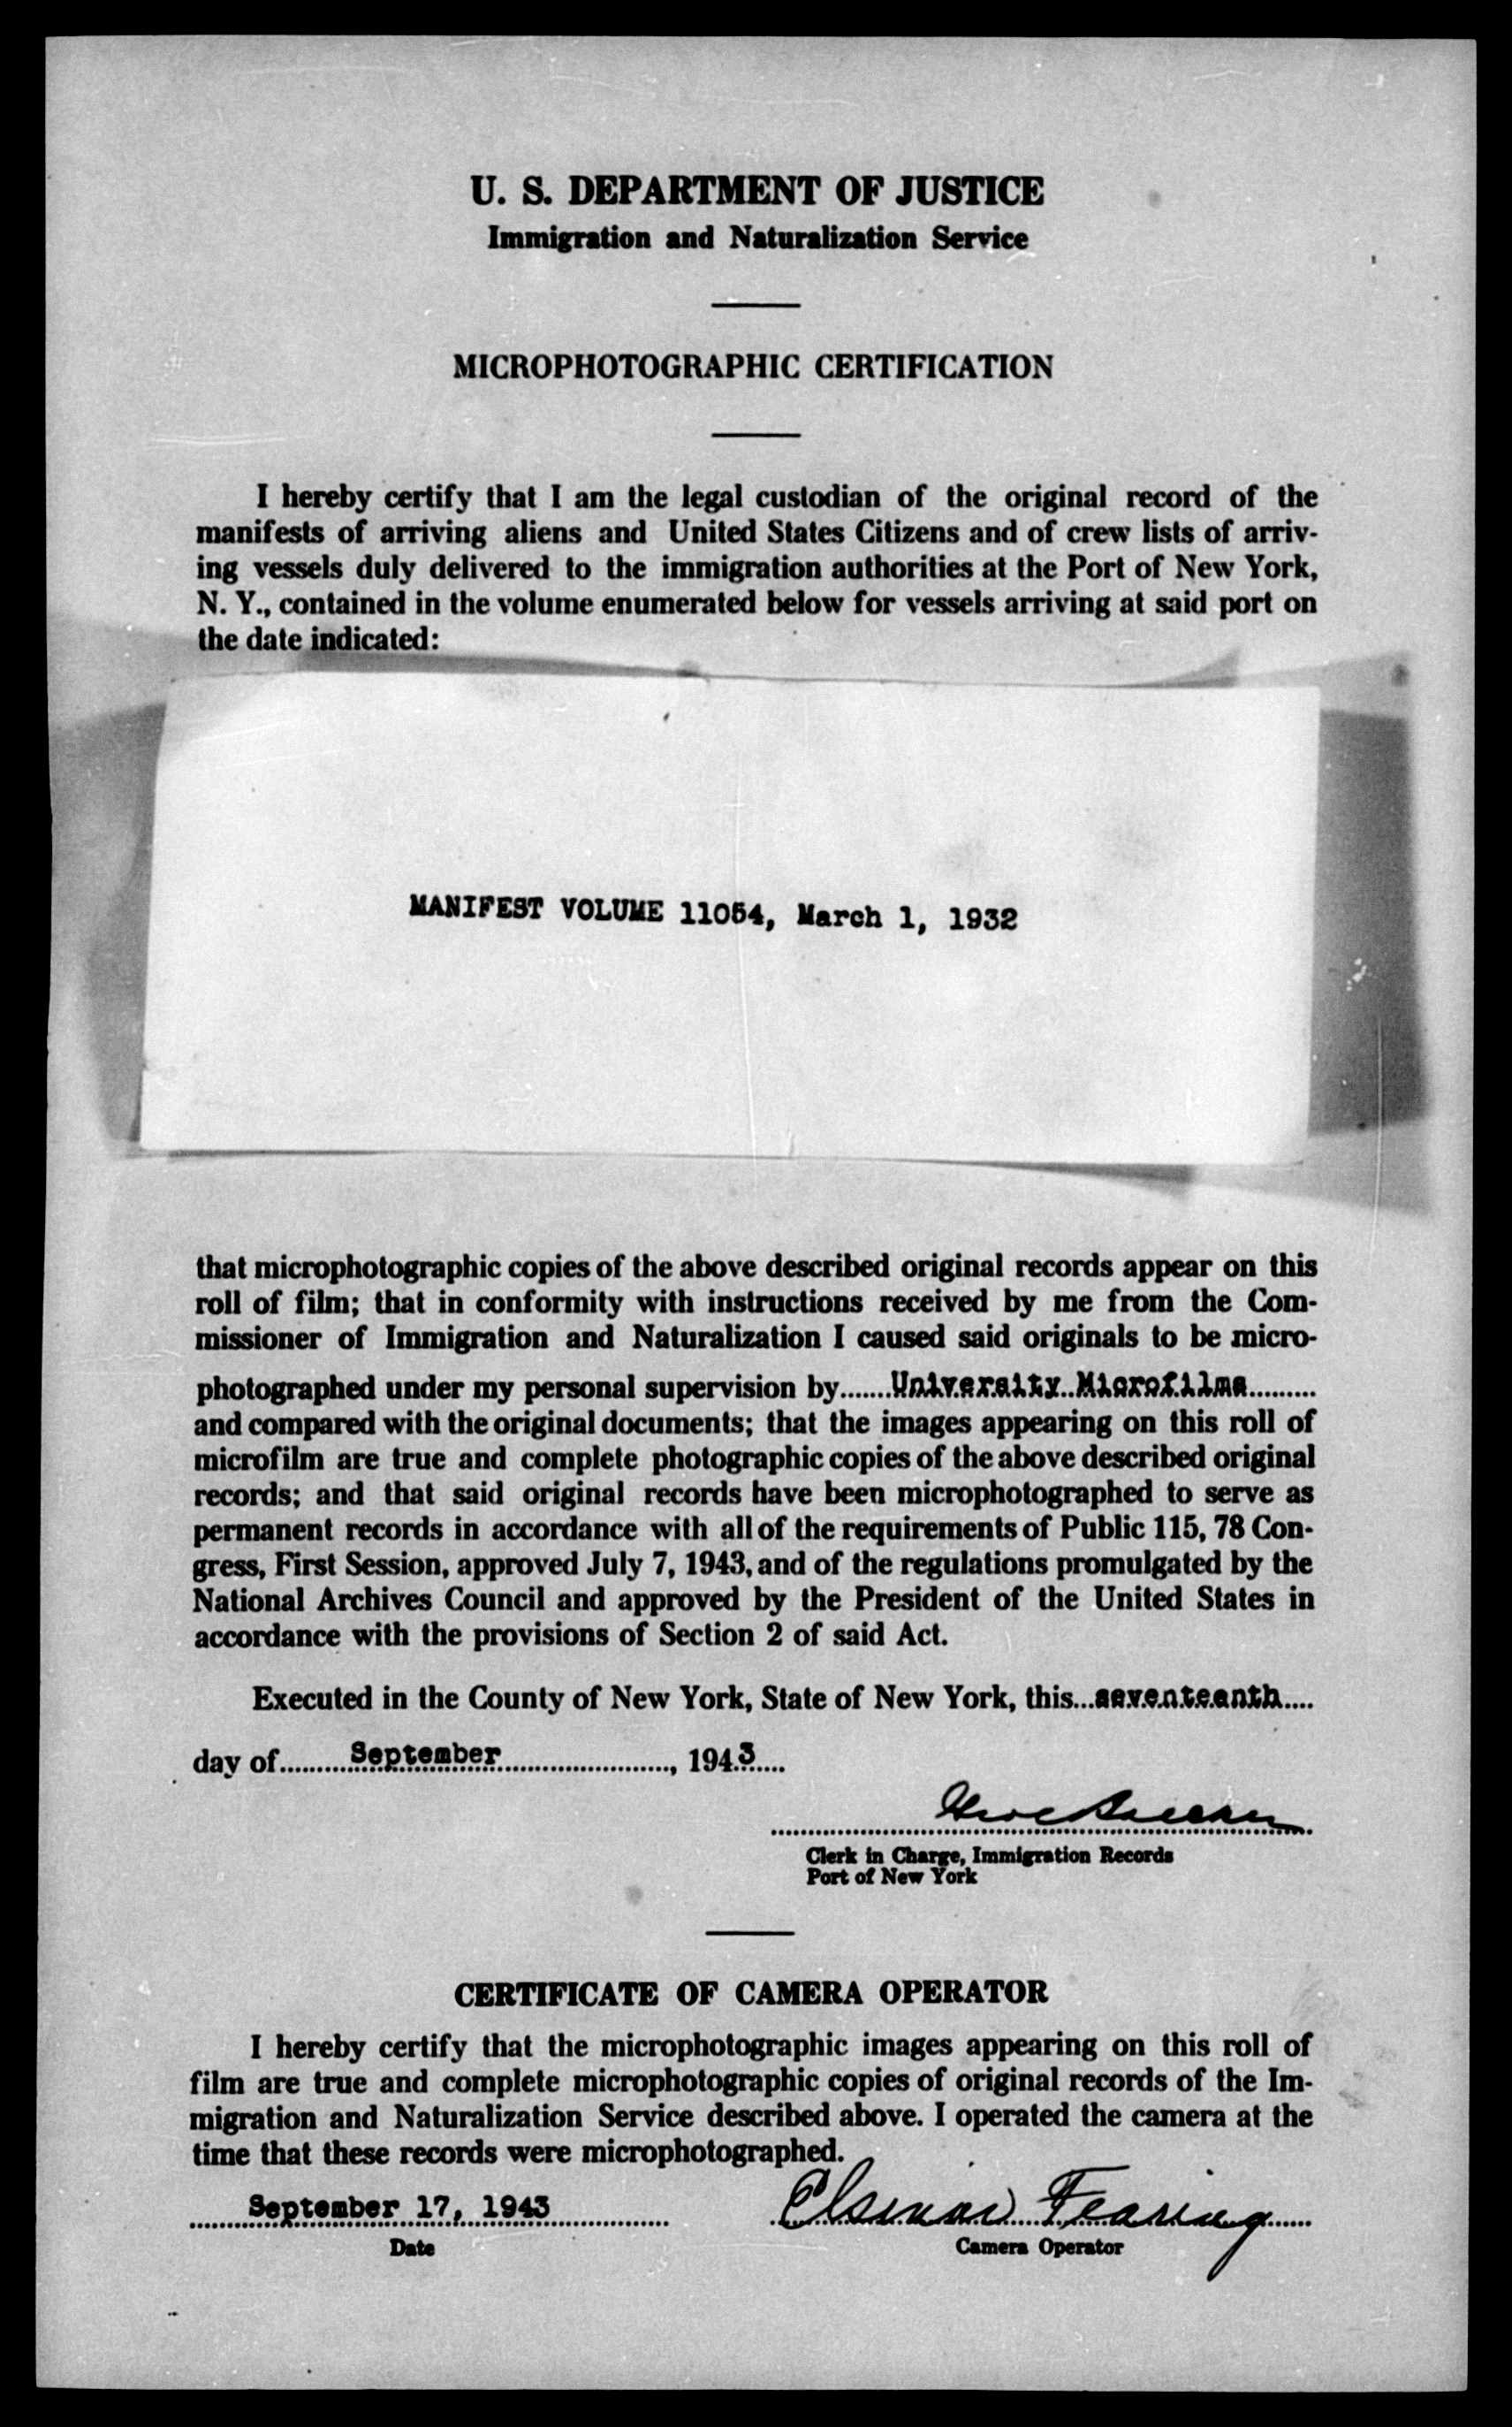 U. S. DEPARTMENT OF JUSTICE
Immigration and Naturalization Service
MICROPHOTOGRAPHIC CERTIFICATION
I hereby certify that I am the legal custodian of the original record of the
manifests of arriving aliens and United States Citizens and of crew lists of arriv-
ing vessels duly delivered to the immigration authorities at the Port of New York,
N. Y., contained in the volume enumerated below for vessels arriving at said port on
the date indicated:
MANIFEST VOLUME 11054, March 1, 1932
that microphotographic copies of the above described original records appear on this
roll of film; that in conformity with instructions received by me from the Com-
missioner of Immigration and Naturalization I caused said originals to be micro-
photographed under my personal supervision by University Microfilms
and compared with the original documents; that the images appearing on this roll of
microfilm are true and complete photographic copies of the above described original
records; and that said original records have been microphotographed to serve as
permanent records in accordance with all of the requirements of Public 115, 78 Con-
gress, First Session, approved July 7, 1943, and of the regulations promulgated by the
National Archives Council and approved by the President of the United States in
accordance with the provisions of Section 2 of said Act.
Executed in the County of New York, State of New York, this seventeenth
day of September, 1943
Clerk in Charge, Immigration Records
Port of New York
CERTIFICATE OF CAMERA OPERATOR
I hereby certify that the microphotographic images appearing on this roll of
film are true and complete microphotographic copies of original records of the Im-
migration and Naturalization Service described above. I operated the camera at the
time that these records were microphotographed.
September 17, 1943 Fearing
Date Camera Operator